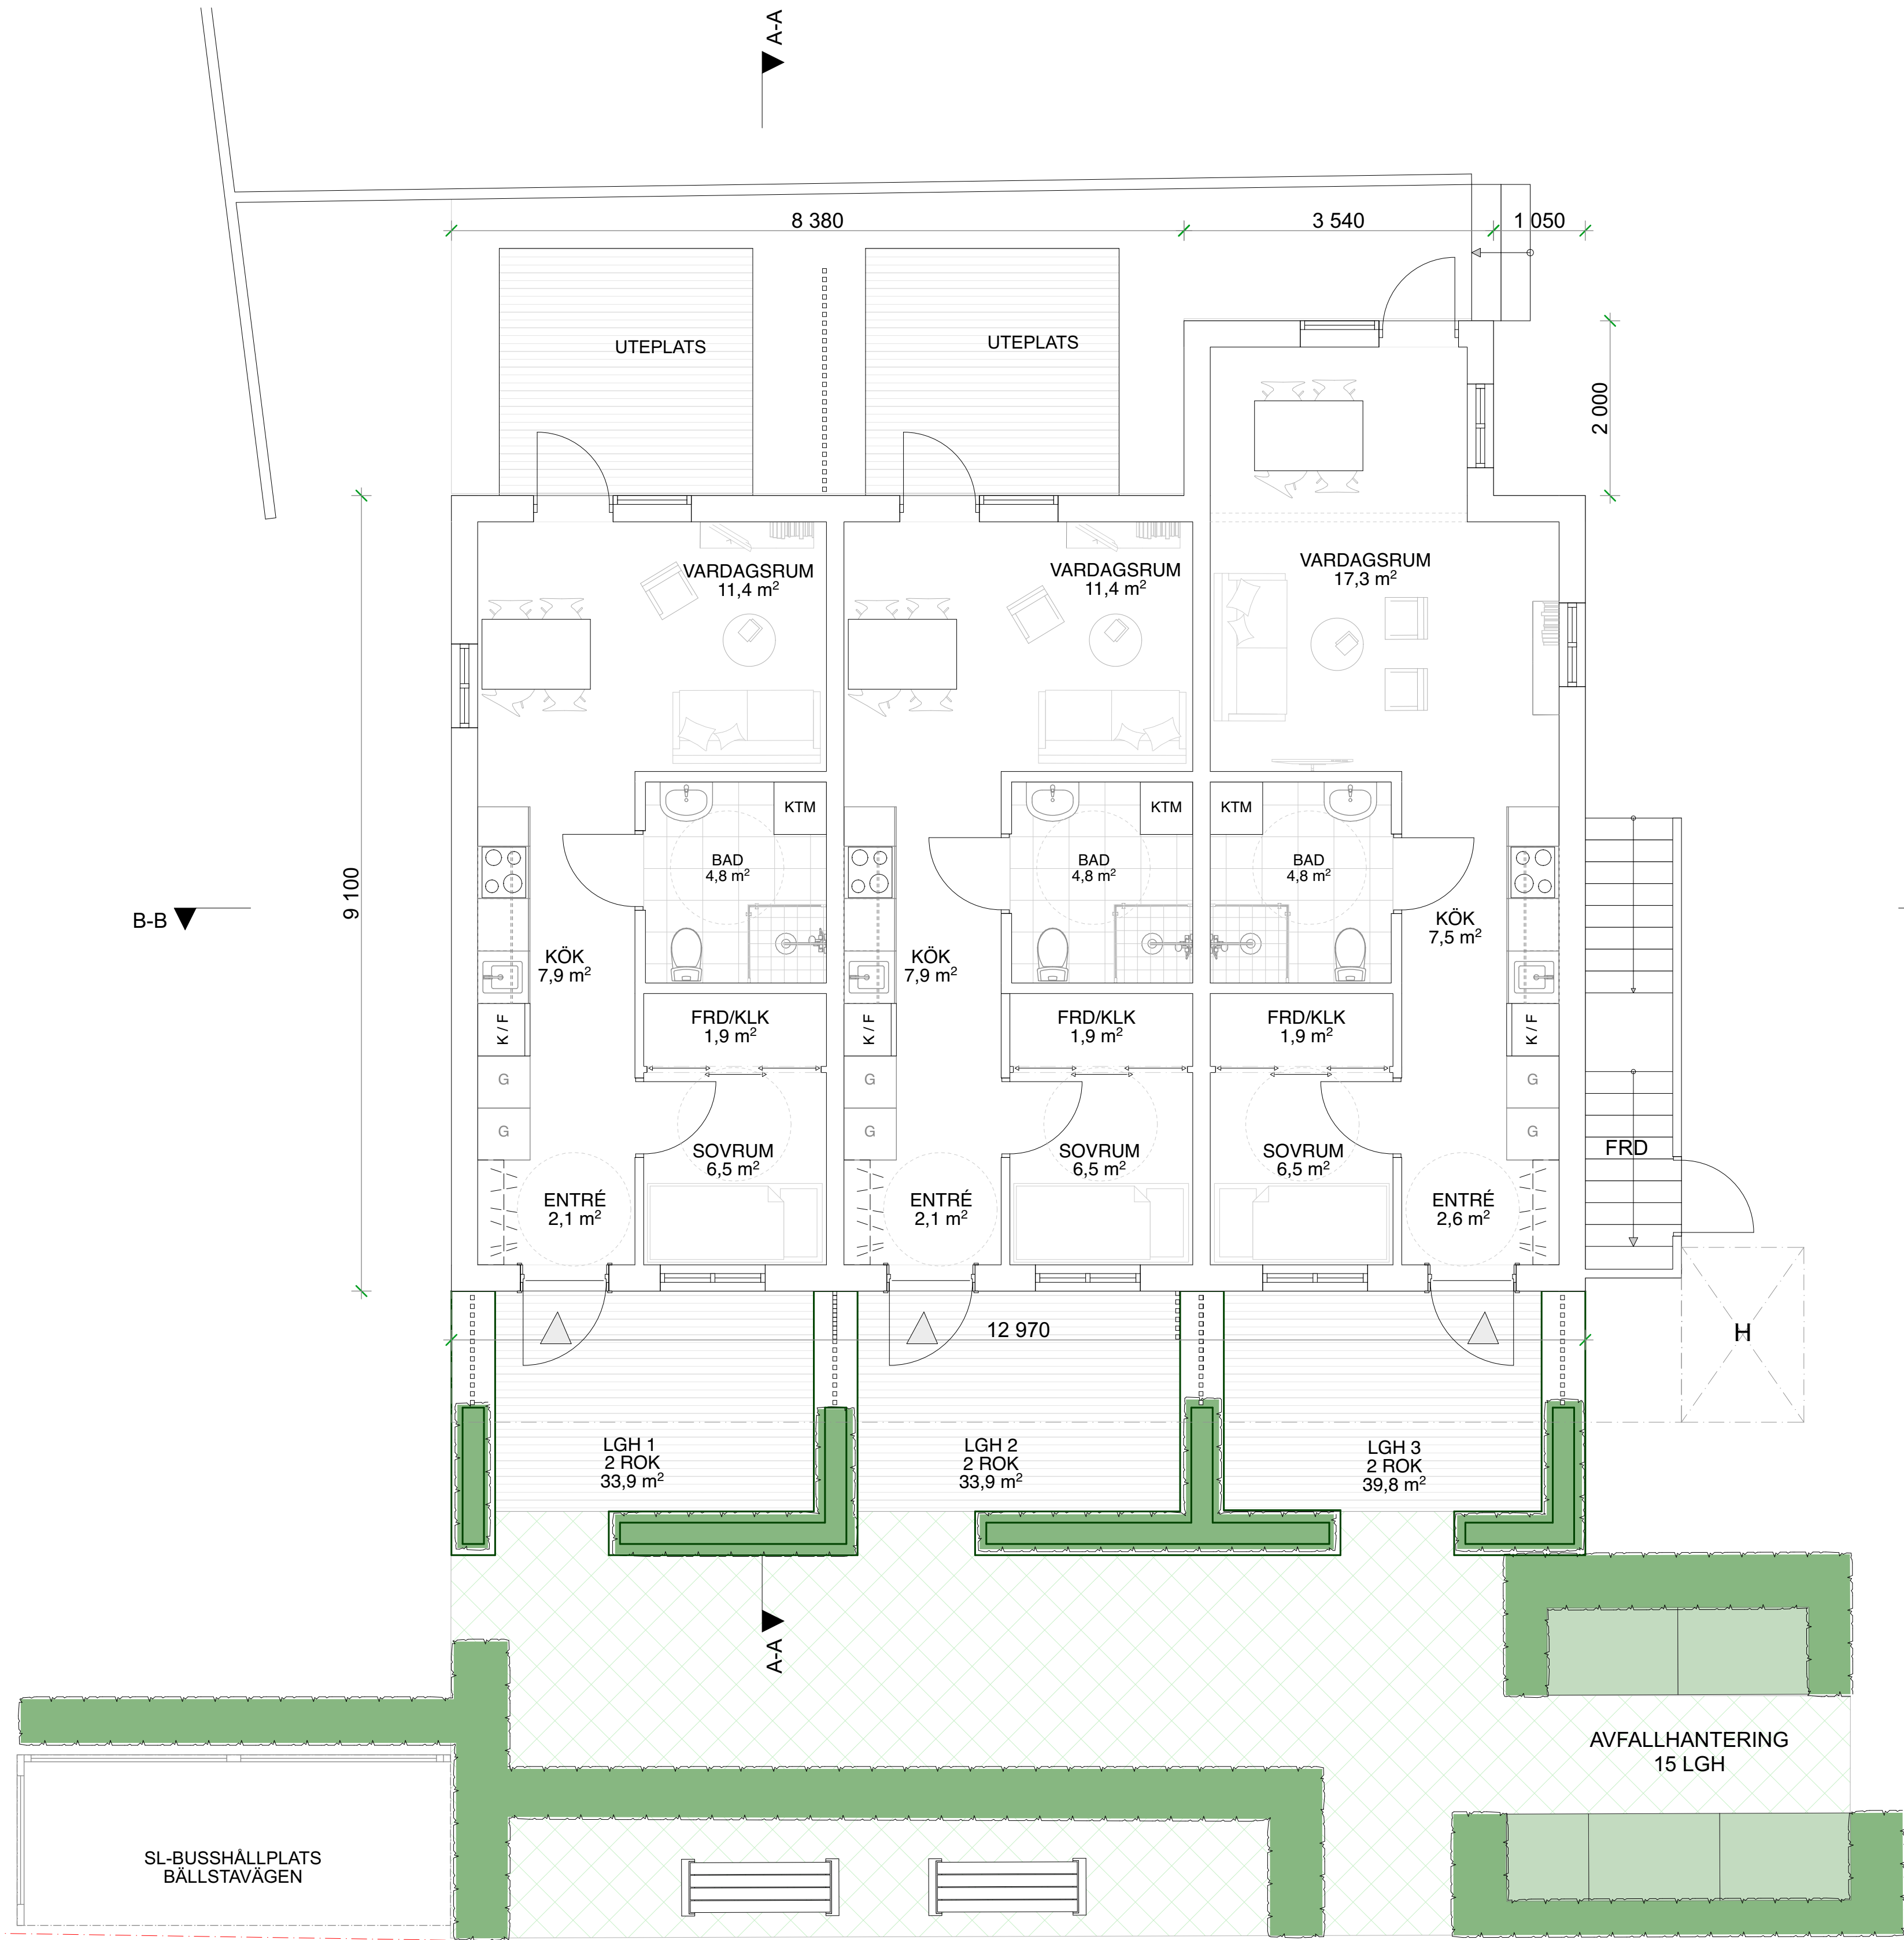 A-A
8 380
3 540
1 050
UTEPLATS
UTEPLATS
2 000
VARDAGSRUM
11,4 m²
VARDAGSRUM
11,4 m²
VARDAGSRUM
17,3 m²
KTM
KTM
KTM
BAD
4,8 m²
BAD
4,8 m²
BAD
4,8 m²
9 100
B-B
KÖK
7,9 m²
KÖK
7,9 m²
KÖK
7,5 m²
K / F
FRD/KLK
1,9 m²
K / F
FRD/KLK
1,9 m²
FRD/KLK
1,9 m²
K / F
G
G
G
G
G
G
SOVRUM
6,5 m²
SOVRUM
6,5 m²
SOVRUM
6,5 m²
FRD
ENTRÉ
2,1 m²
ENTRÉ
2,1 m²
ENTRÉ
2,6 m²
12 970
H
LGH 1
2 ROK
33,9 m²
LGH 2
2 ROK
33,9 m²
LGH 3
2 ROK
39,8 m²
A-A
AVFALLHANTERING
15 LGH
SL-BUSSHÅLLPLATS
BÄLLSTAVÄGEN